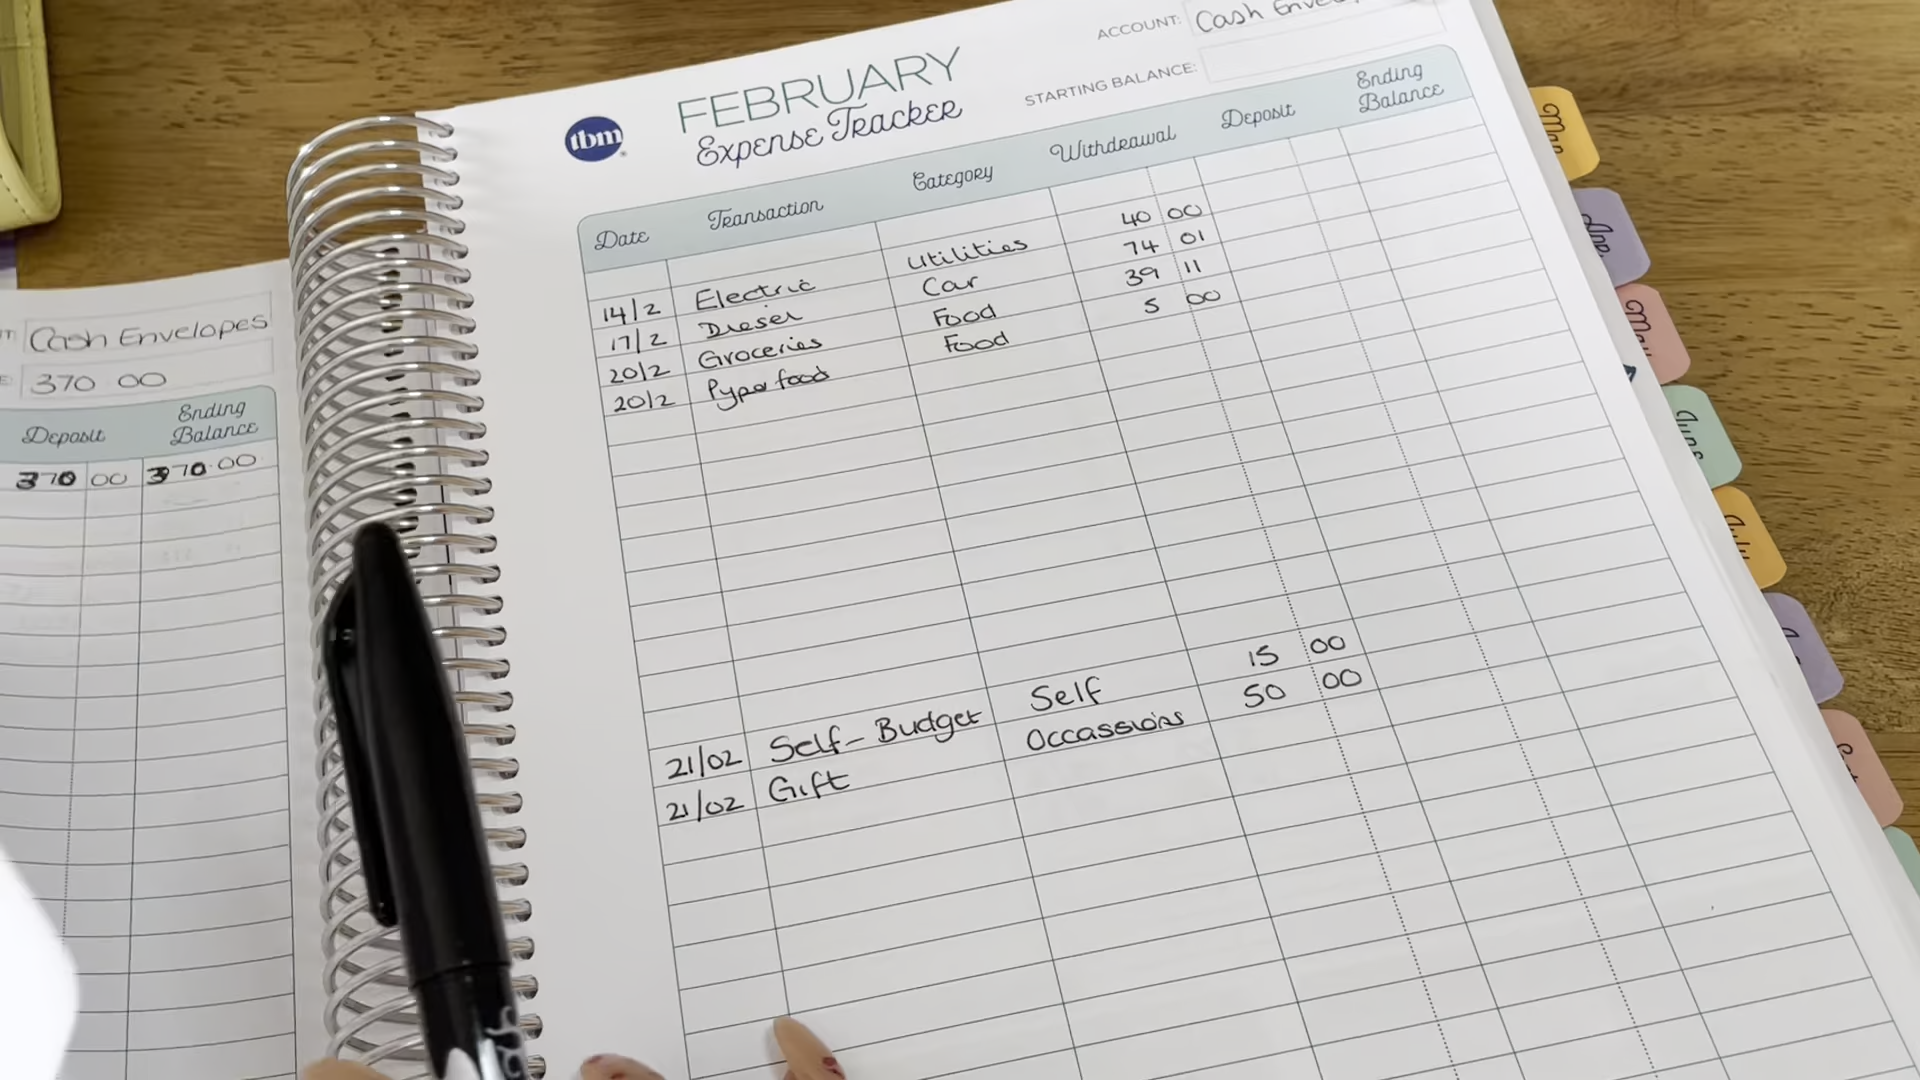 Cash Envelopes
370 00
Deposit Ending Balance
370 00 370.00
tbm
FEBRUARY
Expense Tracker
ACCOUNT: Cash
STARTING BALANCE:
Date Transaction Category Withdrawal Deposit Ending Balance
14/2 Electric Utilities 40 00
17/2 Diesel Car 74 01
20/2 Groceries Food 39 11
20/2 food Food 5 00
21/02 Self-Budget Self 15 00
21/02 Gift Occassions 50 00
May
June
July